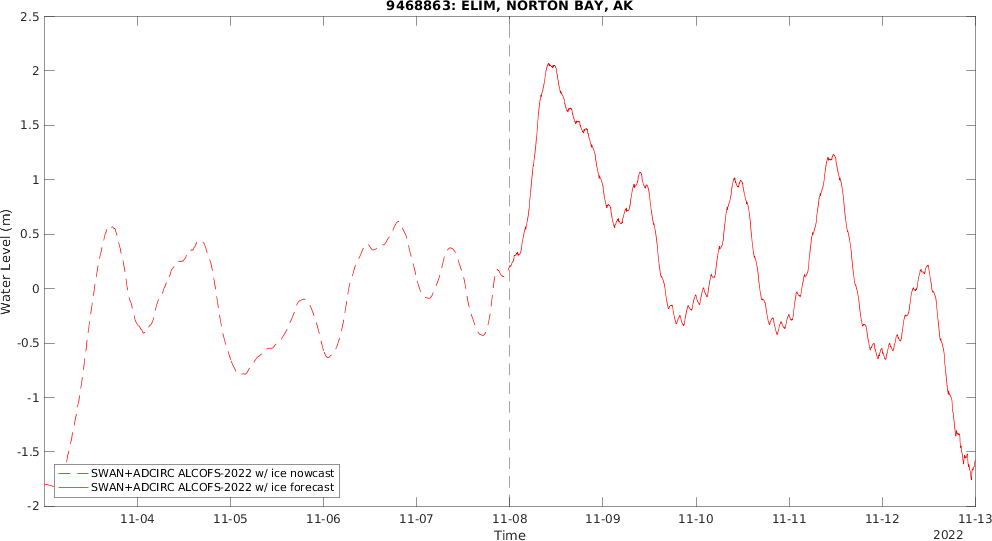 9468863: ELIM, NORTON BAY, AK
Water Level (m)
2.5
2
1.5
1
0.5
0
-0.5
-1
-1.5
-2
SWAN+ADCIRC ALCOFS-2022 w/ ice nowcast
SWAN+ADCIRC ALCOFS-2022 w/ ice forecast
11-04 11-05 11-06 11-07 11-08 11-09 11-10 11-11 11-12 11-13
Time
2022